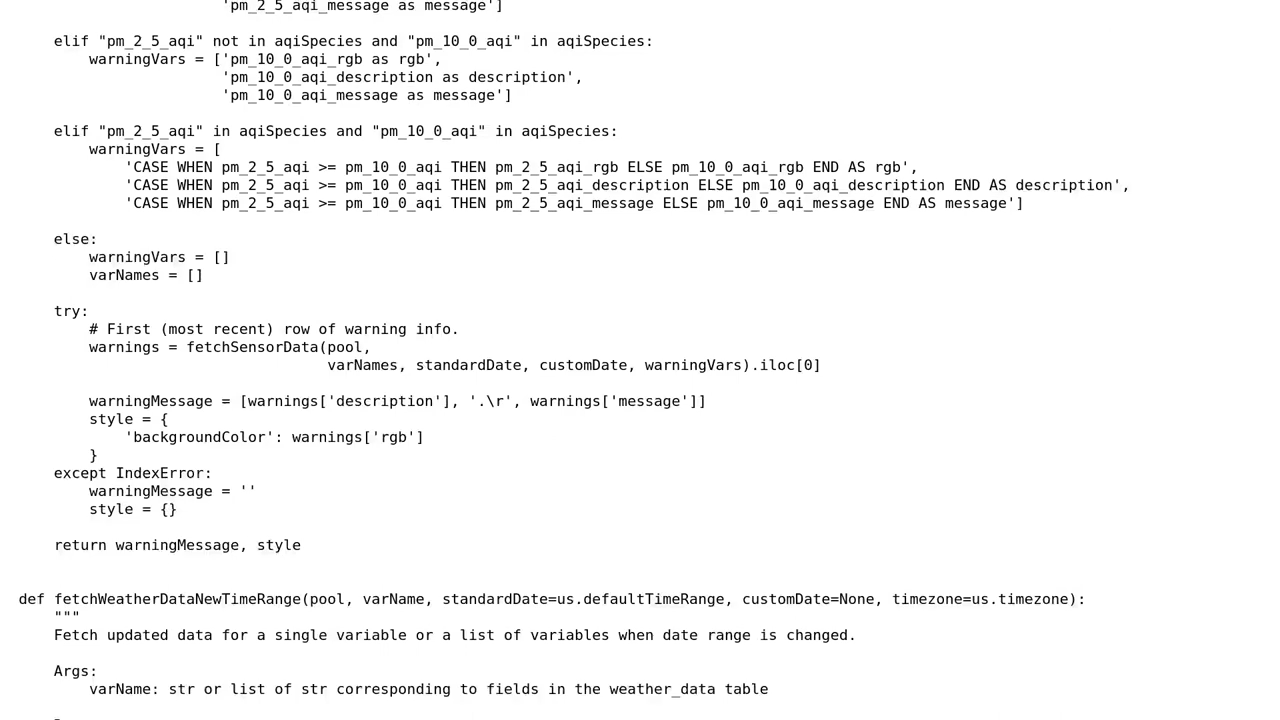 'pm_2_5_aqi_message as message']
elif "pm_2_5_aqi" not in aqiSpecies and "pm_10_0_aqi" in aqiSpecies:
warningVars = ['pm_10_0_aqi_rgb as rgb',
'pm_10_0_aqi_description as description',
'pm_10_0_aqi_message as message']
elif "pm_2_5_aqi" in aqiSpecies and "pm_10_0_aqi" in aqiSpecies:
warningVars = [
'CASE WHEN pm_2_5_aqi >= pm_10_0_aqi THEN pm_2_5_aqi_rgb ELSE pm_10_0_aqi_rgb END AS rgb',
'CASE WHEN pm_2_5_aqi >= pm_10_0_aqi THEN pm_2_5_aqi_description ELSE pm_10_0_aqi_description END AS description',
'CASE WHEN pm_2_5_aqi >= pm_10_0_aqi THEN pm_2_5_aqi_message ELSE pm_10_0_aqi_message END AS message']
else:
warningVars = []
varNames = []
try:
# First (most recent) row of warning info.
warnings = fetchSensorData(pool,
varNames, standardDate, customDate, warningVars).iloc[0]
warningMessage = [warnings['description'], '.\r', warnings['message']]
style = {
'backgroundColor': warnings['rgb']
}
except IndexError:
warningMessage = ''
style = {}
return warningMessage, style
def fetchWeatherDataNewTimeRange(pool, varName, standardDate=us.defaultTimeRange, customDate=None, timezone=us.timezone):
"""
Fetch updated data for a single variable or a list of variables when date range is changed.
Args:
varName: str or list of str corresponding to fields in the weather_data table